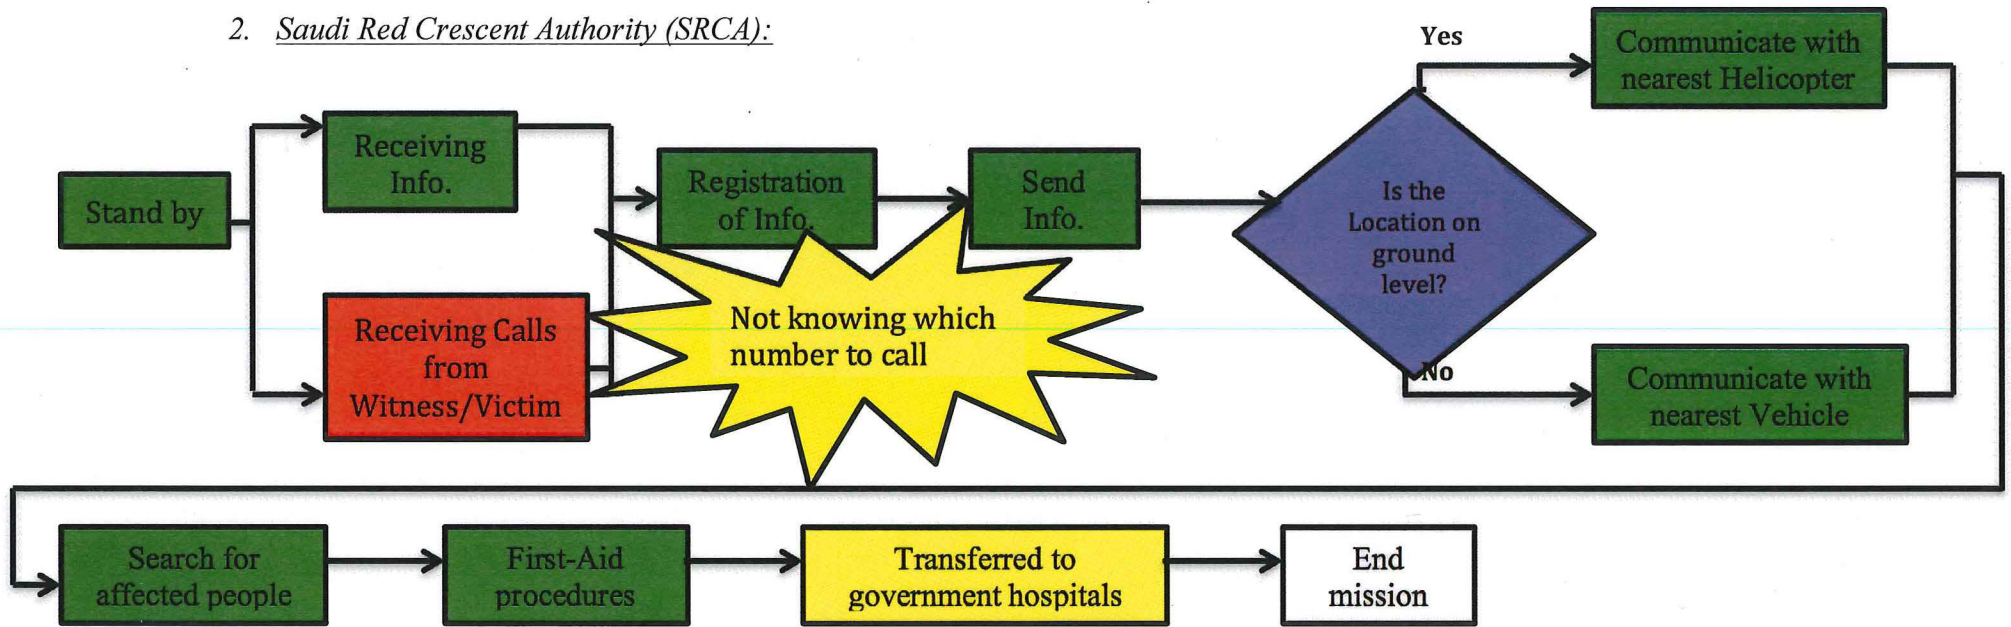 2. Saudi Red Crescent Authority (SRCA):
Stand by
Receiving
Info.
Receiving Calls
from
Witness/Victim
Registration
of Info.
Not knowing which
number to call
Send
Info.
Is the
Location on
ground
level?
Yes
Communicate with
nearest Helicopter
No
Communicate with
nearest Vehicle
Search for
affected people
First-Aid
procedures
Transferred to
government hospitals
End
mission